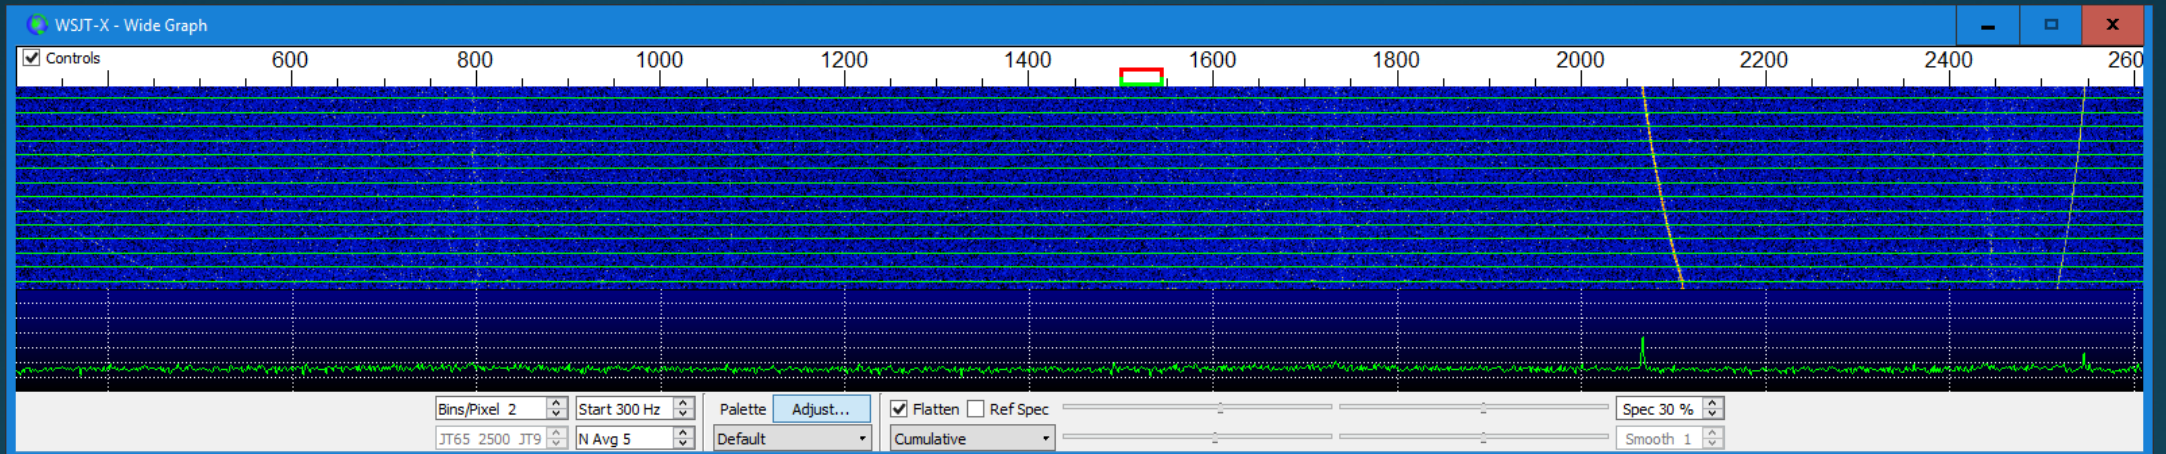 WSJT-X - Wide Graph
Controls 600 800 1000 1200 1400 1600 1800 2000 2200 2400 260
Bins/Pixel 2 Start 300 Hz Palette Adjust... Flatten Ref Spec Spec 30 %
JT65 2500 JT9 N Avg 5 Default Cumulative Smooth 1